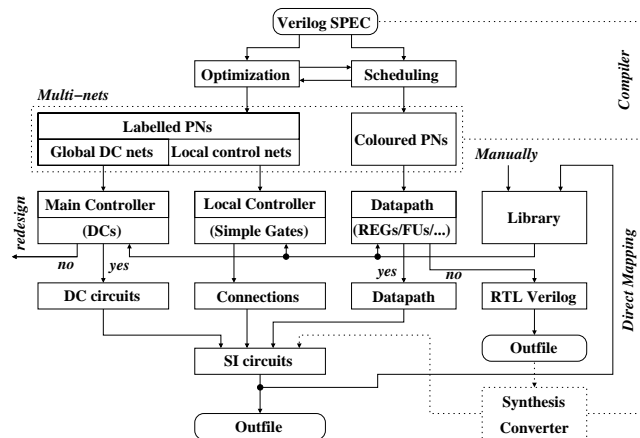 Verilog SPEC
Optimization
Scheduling
Compiler
Multi-nets
Labelled PNs
Global DC nets
Local control nets
Coloured PNs
Manually
Main Controller
(DCs)
Local Controller
(Simple Gates)
Datapath
(REGs/FUs/...)
Library
redesign
no
yes
yes
no
Direct Mapping
DC circuits
Connections
Datapath
RTL Verilog
SI circuits
Outfile
Outfile
Synthesis
Converter